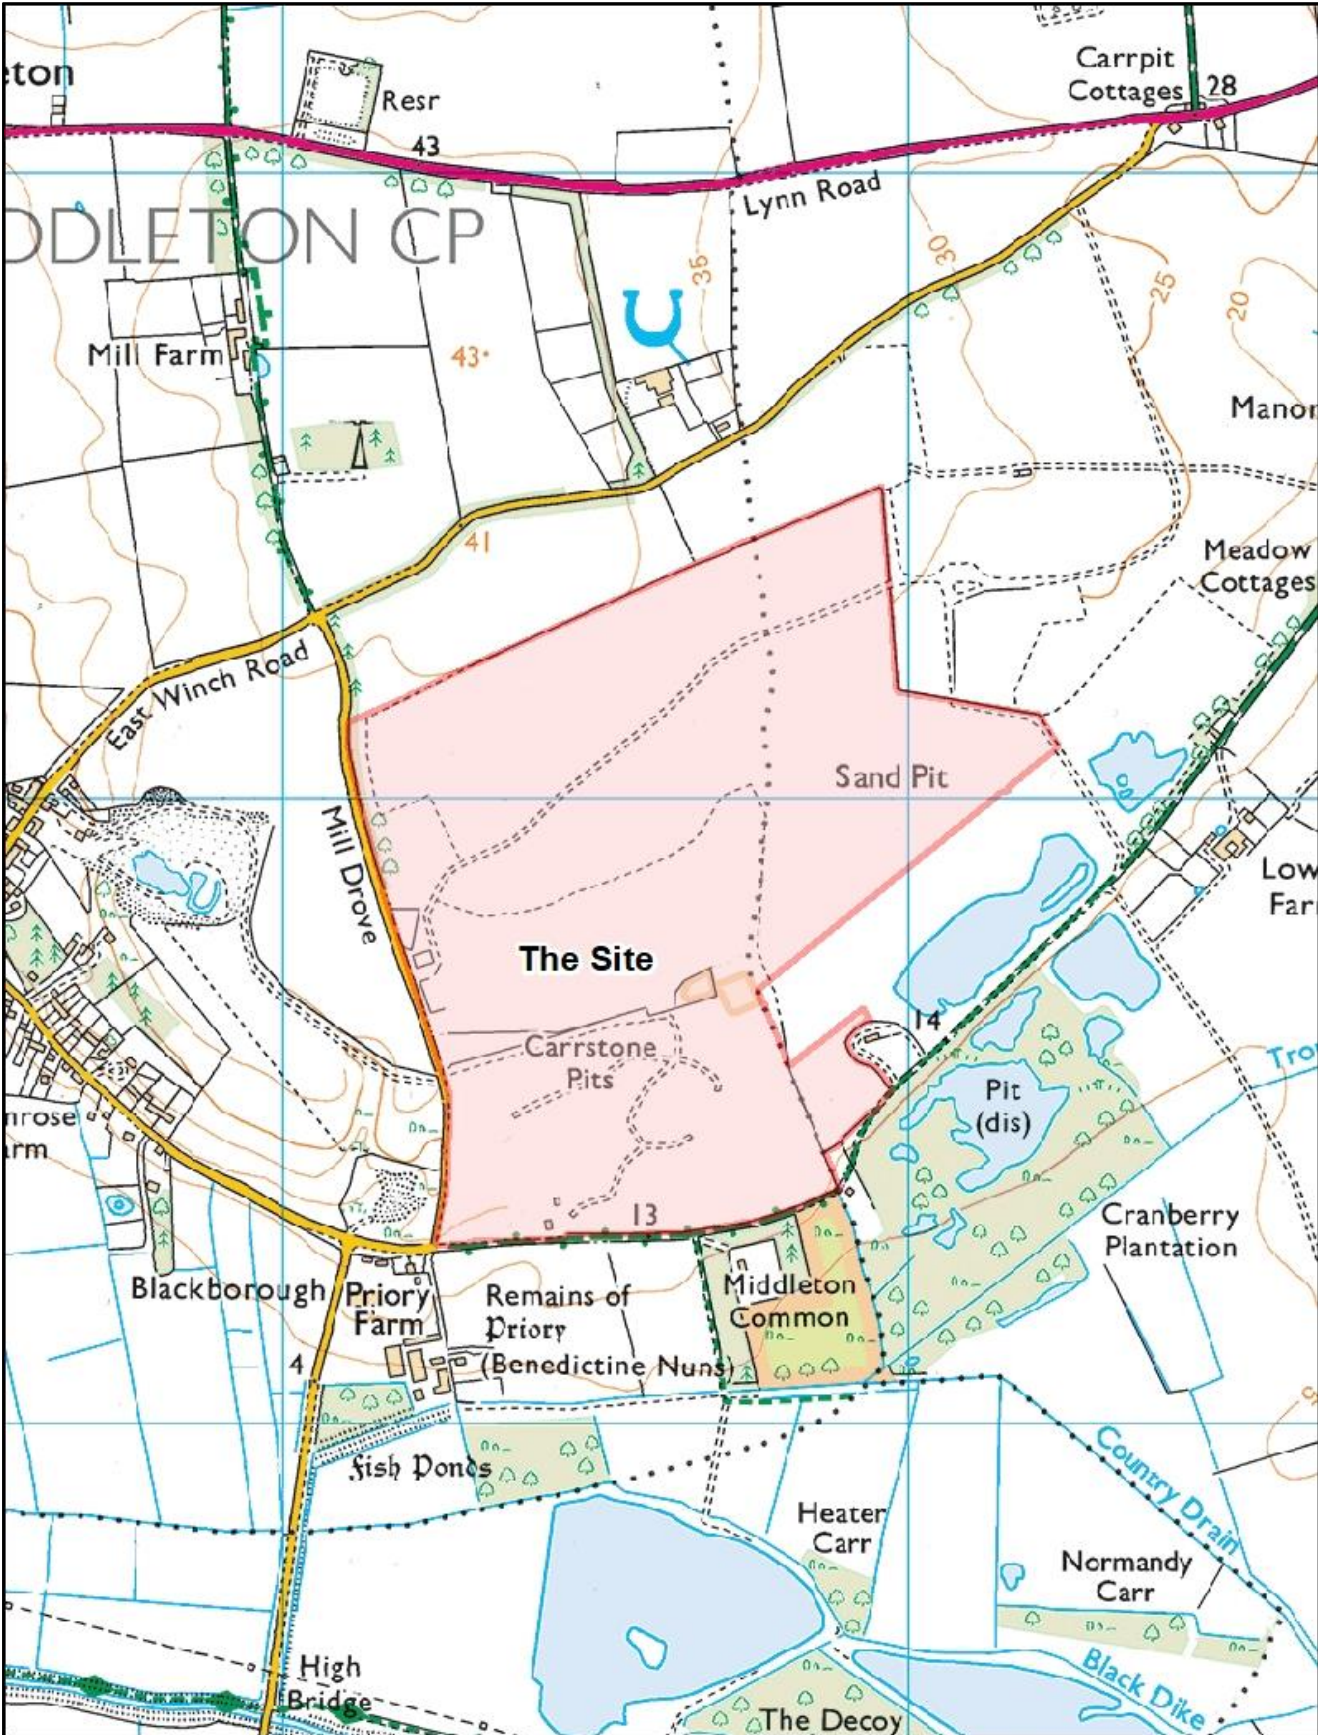 eton
Resr
43
Carrpit
Cottages
28
Lynn Road
DDLETON CP
35
30
25
20
Mill Farm
43
Manor
41
Meadow
Cottages
East Winch Road
Sand Pit
Mill Drove
Low
Far
The Site
14
Carrstone
Pits
Pit
(dis)
mrose
arm
13
Cranberry
Plantation
Blackborough
Priory
Farm
Remains of
Priory
(Benedictine Nuns)
Middleton
Common
4
Fish Ponds
Country Drain
Heater
Carr
Normandy
Carr
High
Bridge
Black Dike
The Decoy